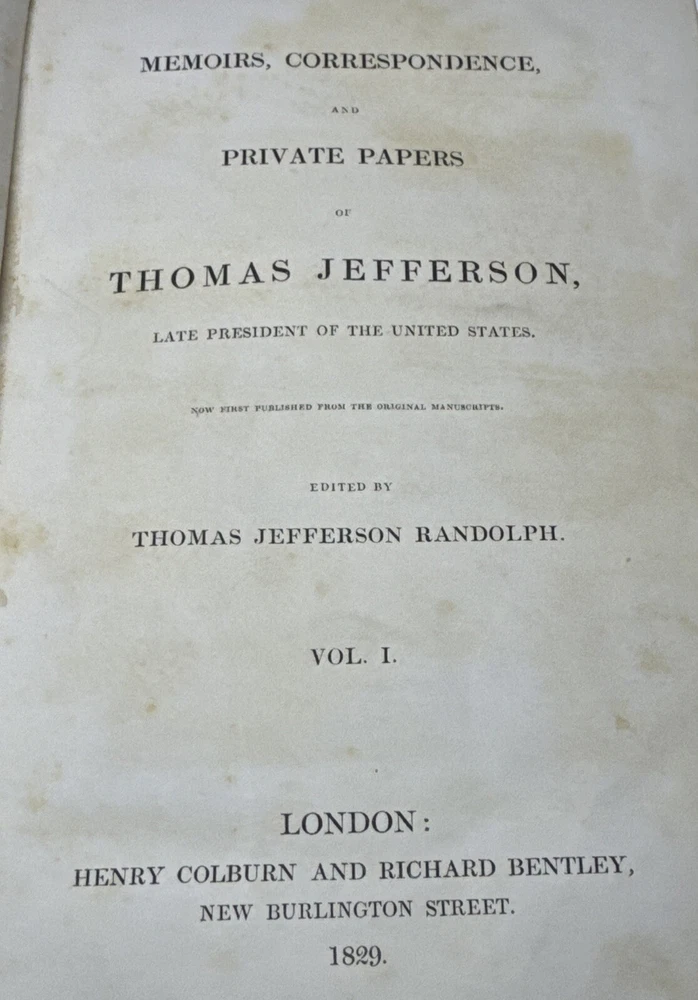 MEMOIRS, CORRESPONDENCE,
AND
PRIVATE PAPERS
OF
THOMAS JEFFERSON,
LATE PRESIDENT OF THE UNITED STATES.
NOW FIRST PUBLISHED FROM THE ORIGINAL MANUSCRIPTS.
EDITED BY
THOMAS JEFFERSON RANDOLPH.
VOL. I.
LONDON:
HENRY COLBURN AND RICHARD BENTLEY,
NEW BURLINGTON STREET.
1829.